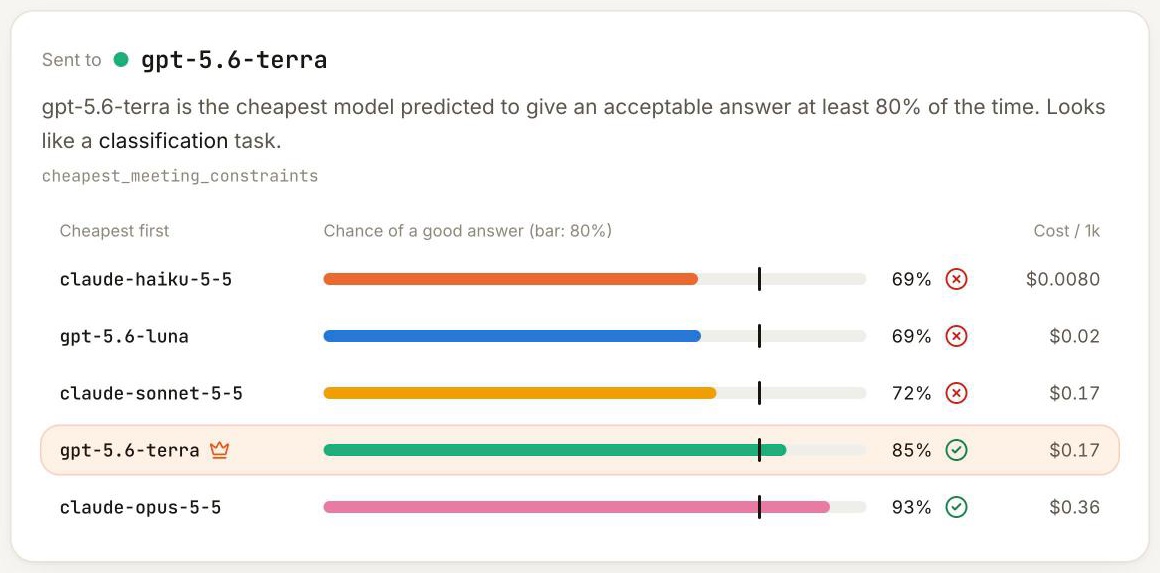 Sent to gpt-5.6-terra
gpt-5.6-terra is the cheapest model predicted to give an acceptable answer at least 80% of the time. Looks
like a classification task.
cheapest_meeting_constraints
Cheapest first Chance of a good answer (bar: 80%) Cost / 1k
claude-haiku-5-5 69% $0.0080
gpt-5.6-luna 69% $0.02
claude-sonnet-5-5 72% $0.17
gpt-5.6-terra 85% $0.17
claude-opus-5-5 93% $0.36